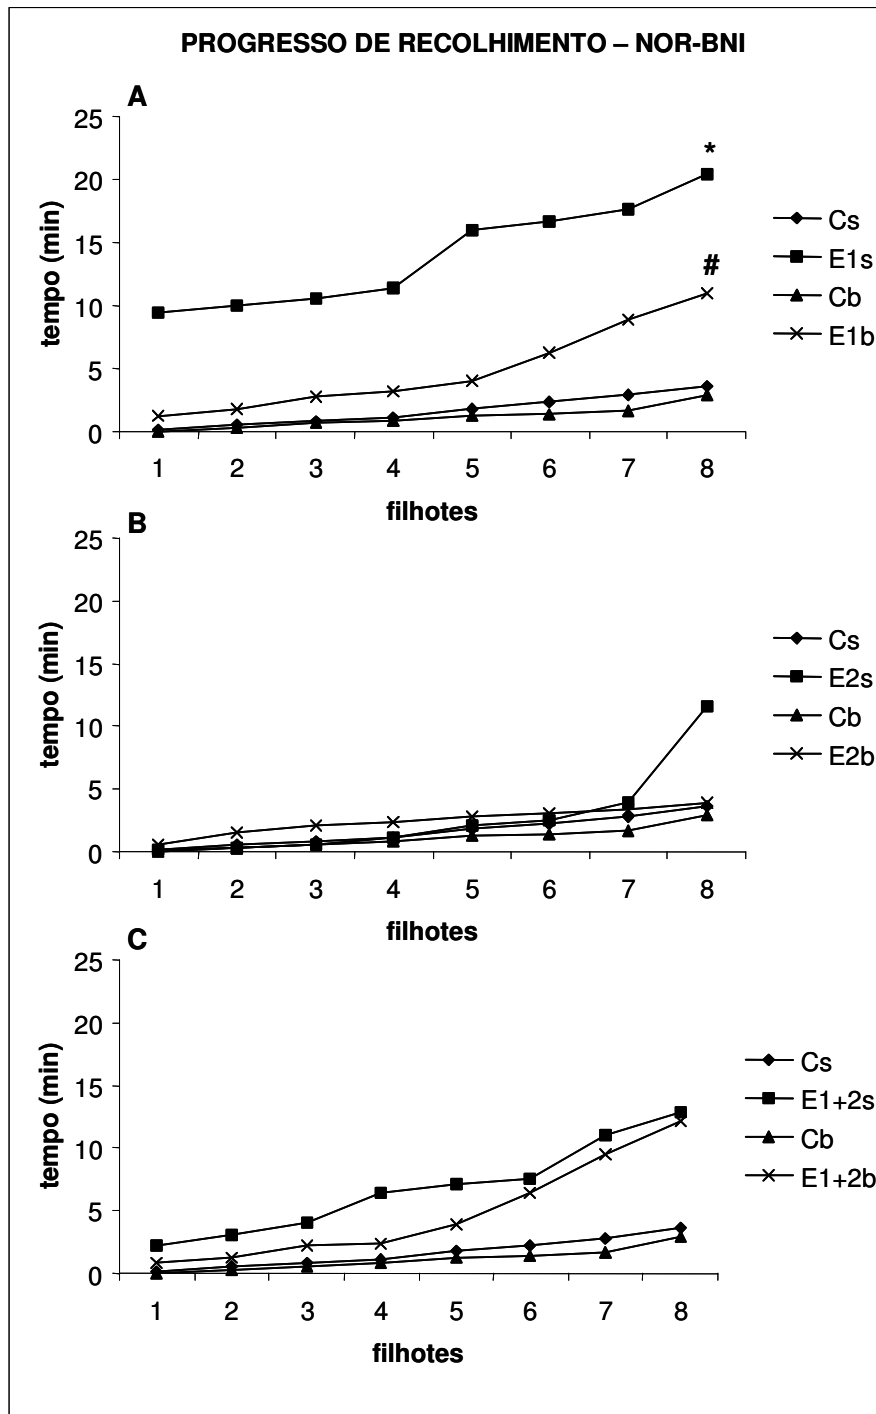 PROGRESSO DE RECOLHIMENTO – NOR-BNI
A
25
20
15
10
5
0
tempo (min)
*
#
1 2 3 4 5 6 7 8
filhotes
Cs
E1s
Cb
E1b
B
25
20
15
10
5
0
tempo (min)
1 2 3 4 5 6 7 8
filhotes
Cs
E2s
Cb
E2b
C
25
20
15
10
5
0
tempo (min)
1 2 3 4 5 6 7 8
filhotes
Cs
E1+2s
Cb
E1+2b